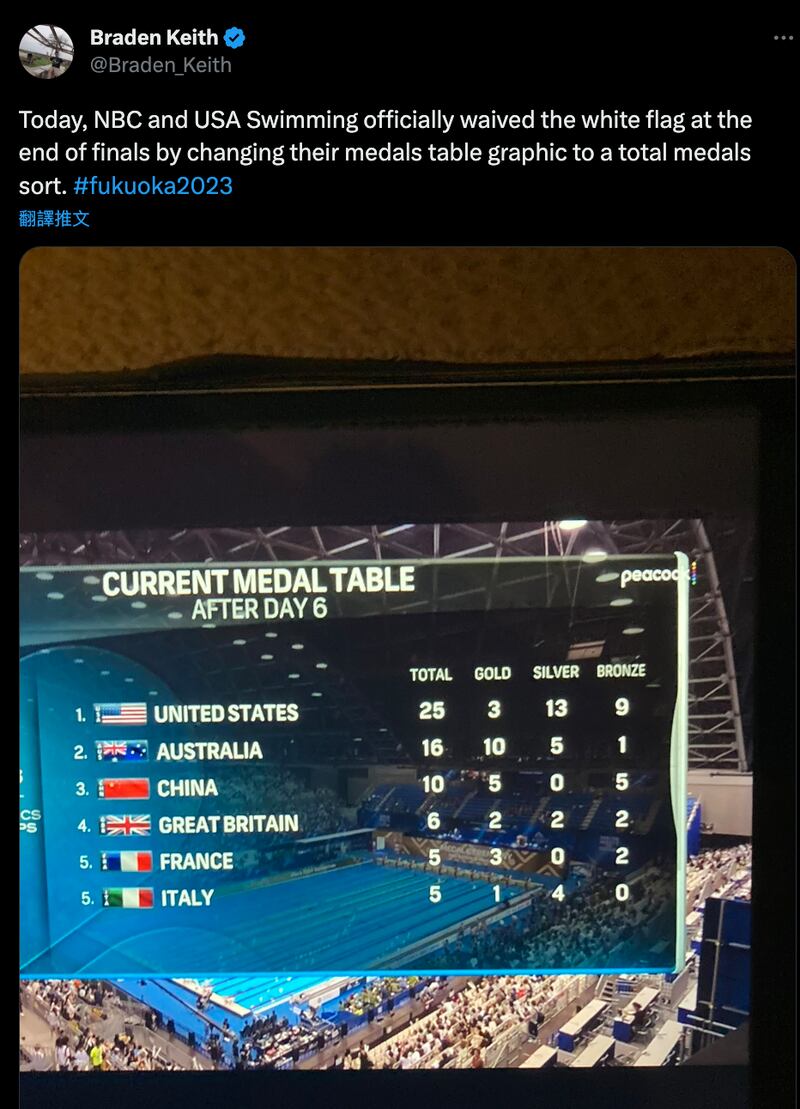 Braden Keith
@Braden_Keith
Today, NBC and USA Swimming officially waived the white flag at the
end of finals by changing their medals table graphic to a total medals
sort. #fukuoka2023
翻譯推文
CURRENT MEDAL TABLE
AFTER DAY 6
peacock
TOTAL GOLD SILVER BRONZE
1. UNITED STATES 25 3 13 9
2. AUSTRALIA 16 10 5 1
3. CHINA 10 5 0 5
4. GREAT BRITAIN 6 2 2 2
5. FRANCE 5 3 0 2
5. ITALY 5 1 4 0
CS
PS